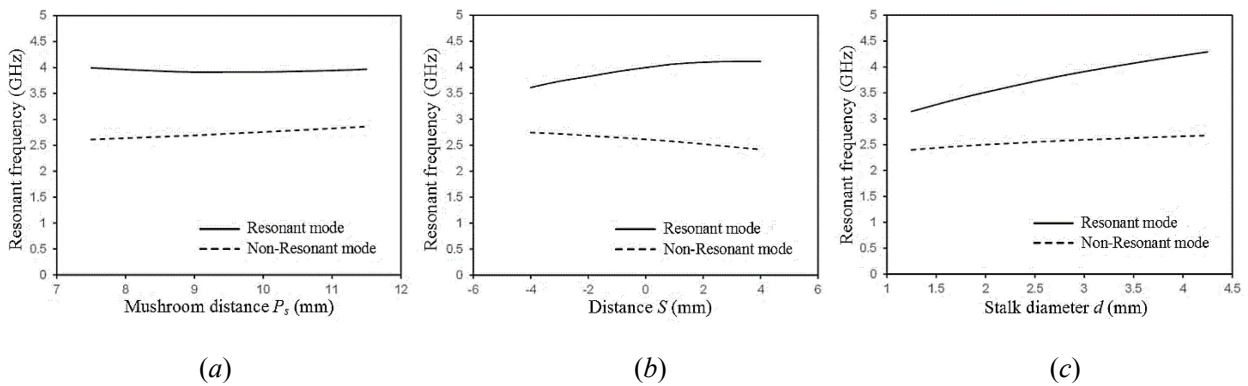 Resonant frequency (GHz)
5
4.5
4
3.5
3
2.5
2
1.5
1
0.5
0
Resonant mode
Non-Resonant mode
7 8 9 10 11 12
Mushroom distance Ps (mm)
(a)
Resonant frequency (GHz)
5
4.5
4
3.5
3
2.5
2
1.5
1
0.5
0
Resonant mode
Non-Resonant mode
-6 -4 -2 0 2 4 6
Distance S (mm)
(b)
Resonant frequency (GHz)
5
4.5
4
3.5
3
2.5
2
1.5
1
0.5
0
Resonant mode
Non-Resonant mode
1 1.5 2 2.5 3 3.5 4 4.5
Stalk diameter d (mm)
(c)